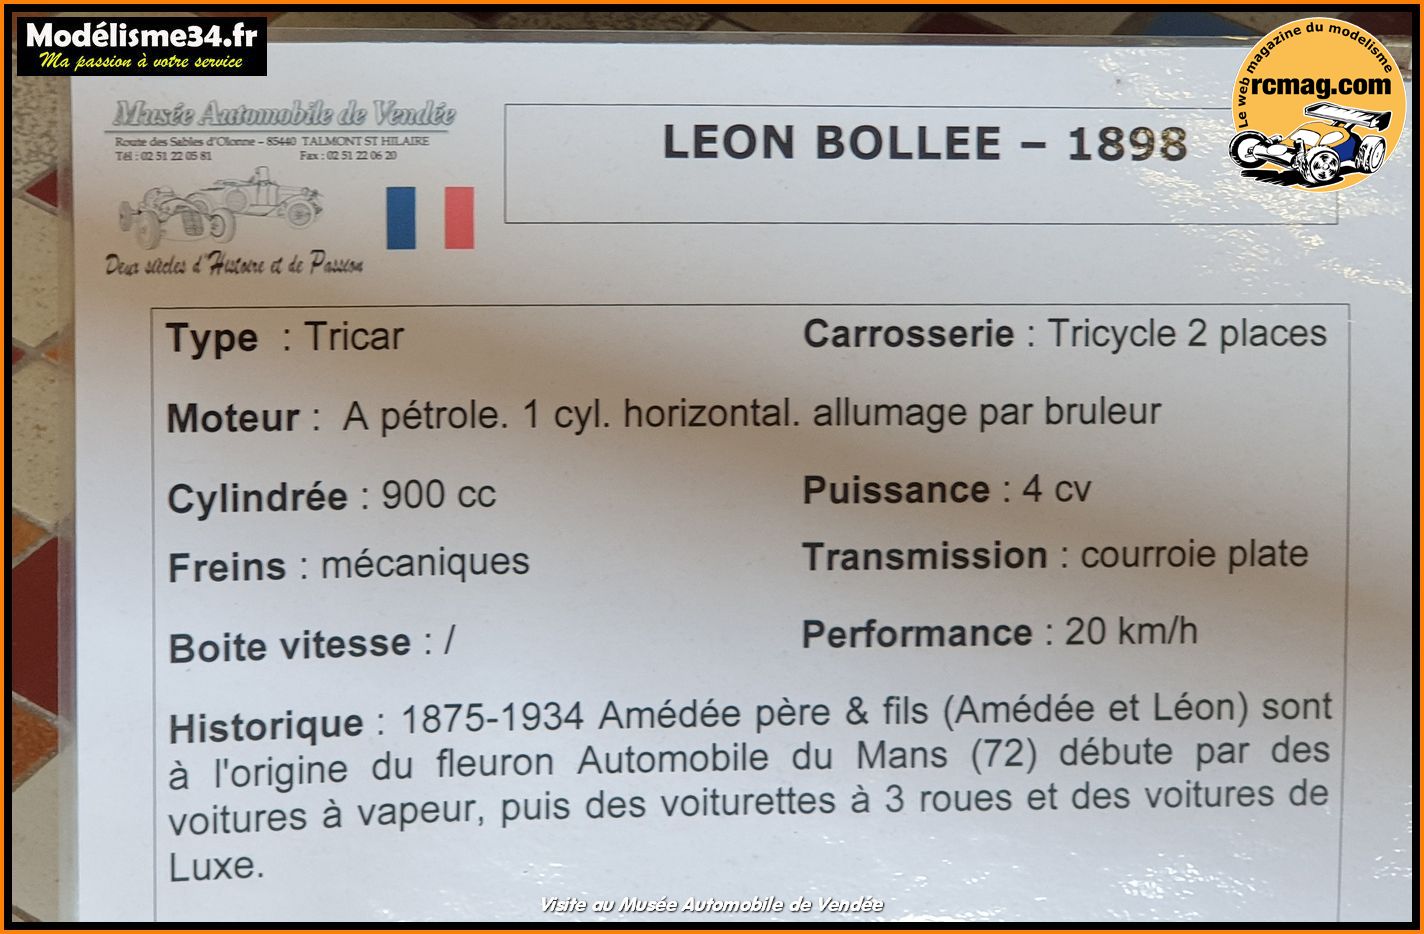 Modélisme34.fr
Ma passion à votre service
Le web magazine du modelisme
rcmag.com
Musée Automobile de Vendée
Route des Sables d'Olonne – 85440 TALMONT ST HILAIRE
Tél : 02 51 22 05 81 Fax : 02 51 22 06 20
Deux siècles d'Histoire et de Passion
LEON BOLLEE – 1898
Type : Tricar Carrosserie : Tricycle 2 places
Moteur : A pétrole. 1 cyl. horizontal. allumage par bruleur
Cylindrée : 900 cc Puissance : 4 cv
Freins : mécaniques Transmission : courroie plate
Boite vitesse : / Performance : 20 km/h
Historique : 1875-1934 Amédée père & fils (Amédée et Léon) sont
à l'origine du fleuron Automobile du Mans (72) débute par des
voitures à vapeur, puis des voiturettes à 3 roues et des voitures de
Luxe.
Visite au Musée Automobile de Vendée